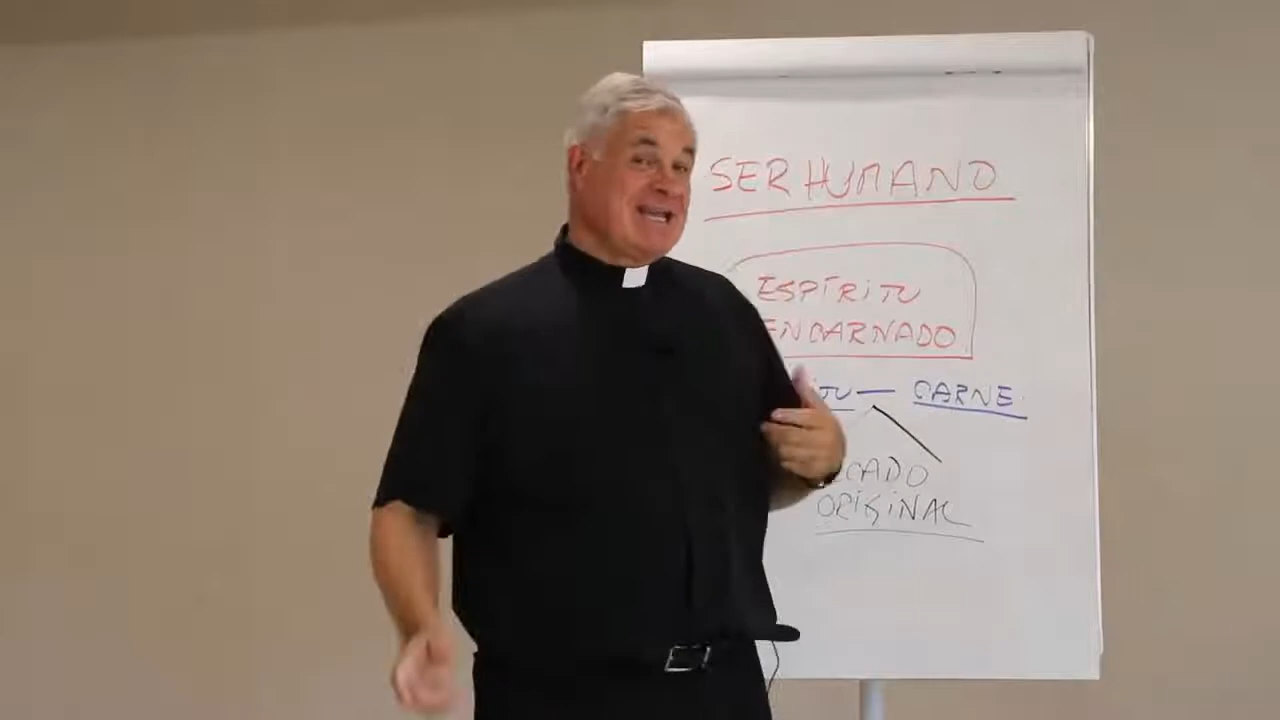 SER HUMANO
ESPÍRITU
ENCARNADO
CARNE
ORIGINAL